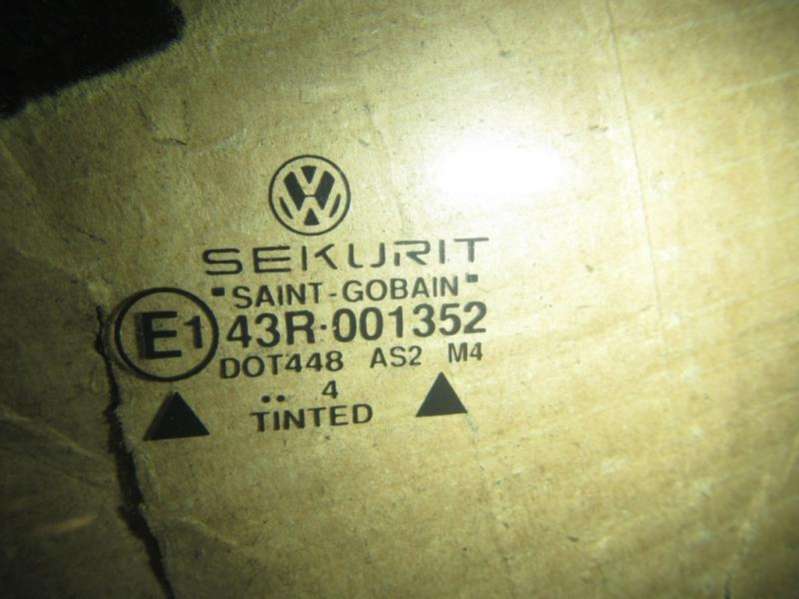 VW
SEKURIT
"SAINT-GOBAIN"
E1 43R·001352
DOT448 AS2 M4
.. 4
TINTED